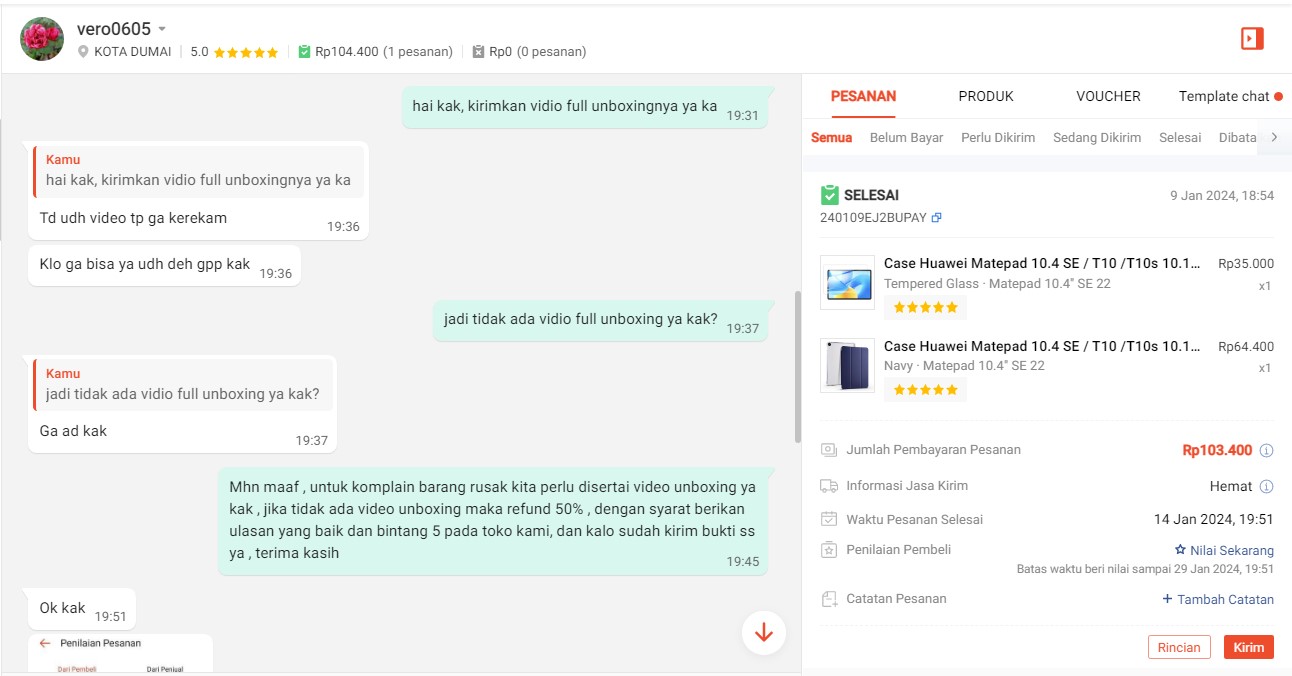 vero0605
KOTA DUMAI 5.0 Rp104.400 (1 pesanan) Rp0 (0 pesanan)
hai kak, kirimkan vidio full unboxingnya ya ka 19:31
Kamu
hai kak, kirimkan vidio full unboxingnya ya ka
Td udh video tp ga kerekam 19:36
Klo ga bisa ya udh deh gpp kak 19:36
jadi tidak ada vidio full unboxing ya kak? 19:37
Kamu
jadi tidak ada vidio full unboxing ya kak?
Ga ad kak 19:37
Mhn maaf , untuk komplain barang rusak kita perlu disertai video unboxing ya
kak , jika tidak ada video unboxing maka refund 50% , dengan syarat berikan
ulasan yang baik dan bintang 5 pada toko kami, dan kalo sudah kirim bukti ss
ya , terima kasih 19:45
Ok kak 19:51
Penilaian Pesanan
Dari Pembeli Dari Penjual
PESANAN PRODUK VOUCHER Template chat
Semua Belum Bayar Perlu Dikirim Sedang Dikirim Selesai Dibata
SELESAI 9 Jan 2024, 18:54
240109EJ2BUPAY
Case Huawei Matepad 10.4 SE / T10 /T10s 10.1... Rp35.000
Tempered Glass · Matepad 10.4" SE 22 x1
Case Huawei Matepad 10.4 SE / T10 /T10s 10.1... Rp64.400
Navy · Matepad 10.4" SE 22 x1
Jumlah Pembayaran Pesanan Rp103.400
Informasi Jasa Kirim Hemat
Waktu Pesanan Selesai 14 Jan 2024, 19:51
Penilaian Pembeli Nilai Sekarang
Batas waktu beri nilai sampai 29 Jan 2024, 19:51
Catatan Pesanan + Tambah Catatan
Rincian Kirim